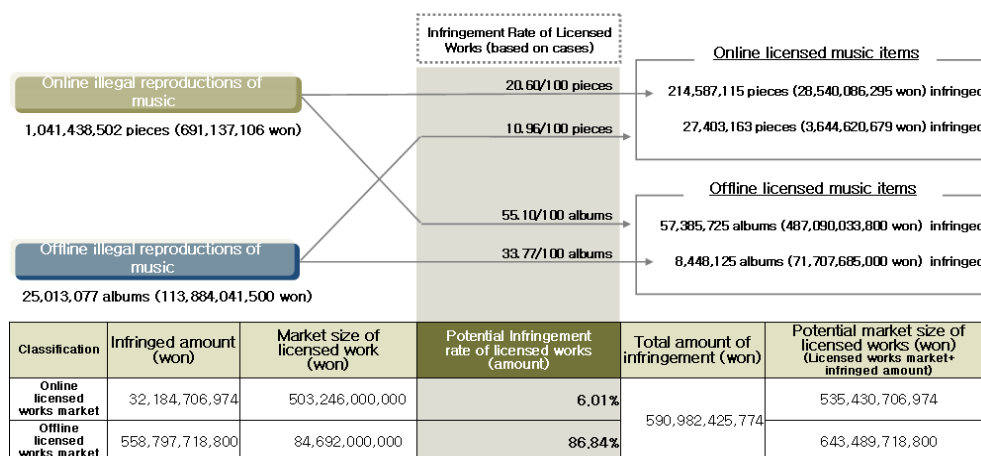 Infringement Rate of Licensed
Works (based on cases)
Online illegal reproductions of
music
1,041,438,502 pieces (691,137,106 won)
20.60/100 pieces
10.96/100 pieces
Online licensed music items
214,587,115 pieces (28,540,086,295 won) infringed
27,403,163 pieces (3,644,620,679 won) infringed
Offline illegal reproductions of
music
25,013,077 albums (113,884,041,500 won)
55.10/100 albums
33.77/100 albums
Offline licensed music items
57,385,725 albums (487,090,033,800 won) infringed
8,448,125 albums (71,707,685,000 won) infringed
Classification
Infringed amount
(won)
Market size of
licensed work
(won)
Potential Infringement
rate of licensed works
(amount)
Total amount of
infringement (won)
Potential market size of
licensed works (won)
(Licensed works market+
infringed amount)
Online
licensed
works market
32,184,706,974
503,246,000,000
6.01%
590,982,425,774
535,430,706,974
Offline
licensed
works market
558,797,718,800
84,692,000,000
86.84%
643,489,718,800